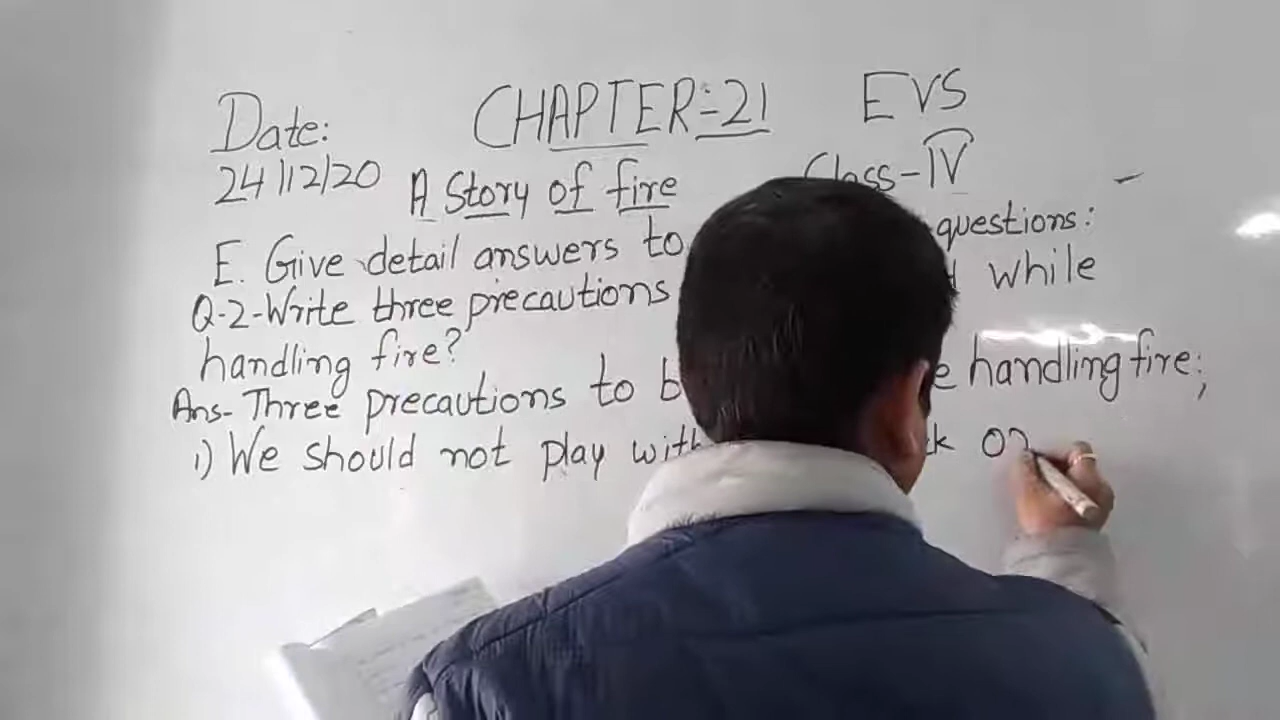 Date: CHAPTER:-21 EVS
24/12/20 A Story of fire Class-IV
E. Give detail answers to questions:
Q-2-Write three precautions while
handling fire?
Ans- Three precautions to handling fire;
1) We should not play with